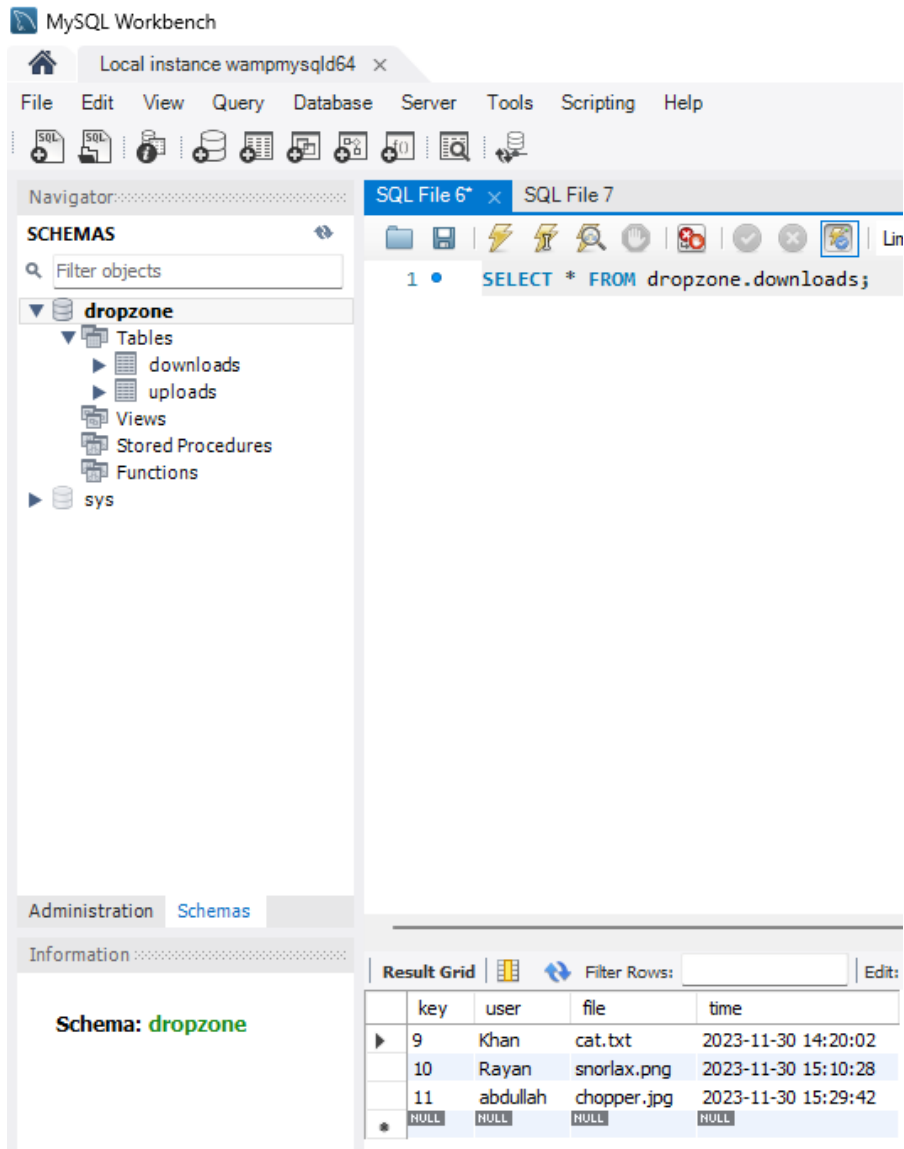 MySQL Workbench
Local instance wampmysqld64
File Edit View Query Database Server Tools Scripting Help
SQL SQL
Navigator
SCHEMAS
Filter objects
dropzone
Tables
downloads
uploads
Views
Stored Procedures
Functions
sys
Administration Schemas
Information
Schema: dropzone
SQL File 6* SQL File 7
1 SELECT * FROM dropzone.downloads;
Result Grid Filter Rows: Edit:
key user file time
9 Khan cat.txt 2023-11-30 14:20:02
10 Rayan snorlax.png 2023-11-30 15:10:28
11 abdullah chopper.jpg 2023-11-30 15:29:42
NULL NULL NULL NULL